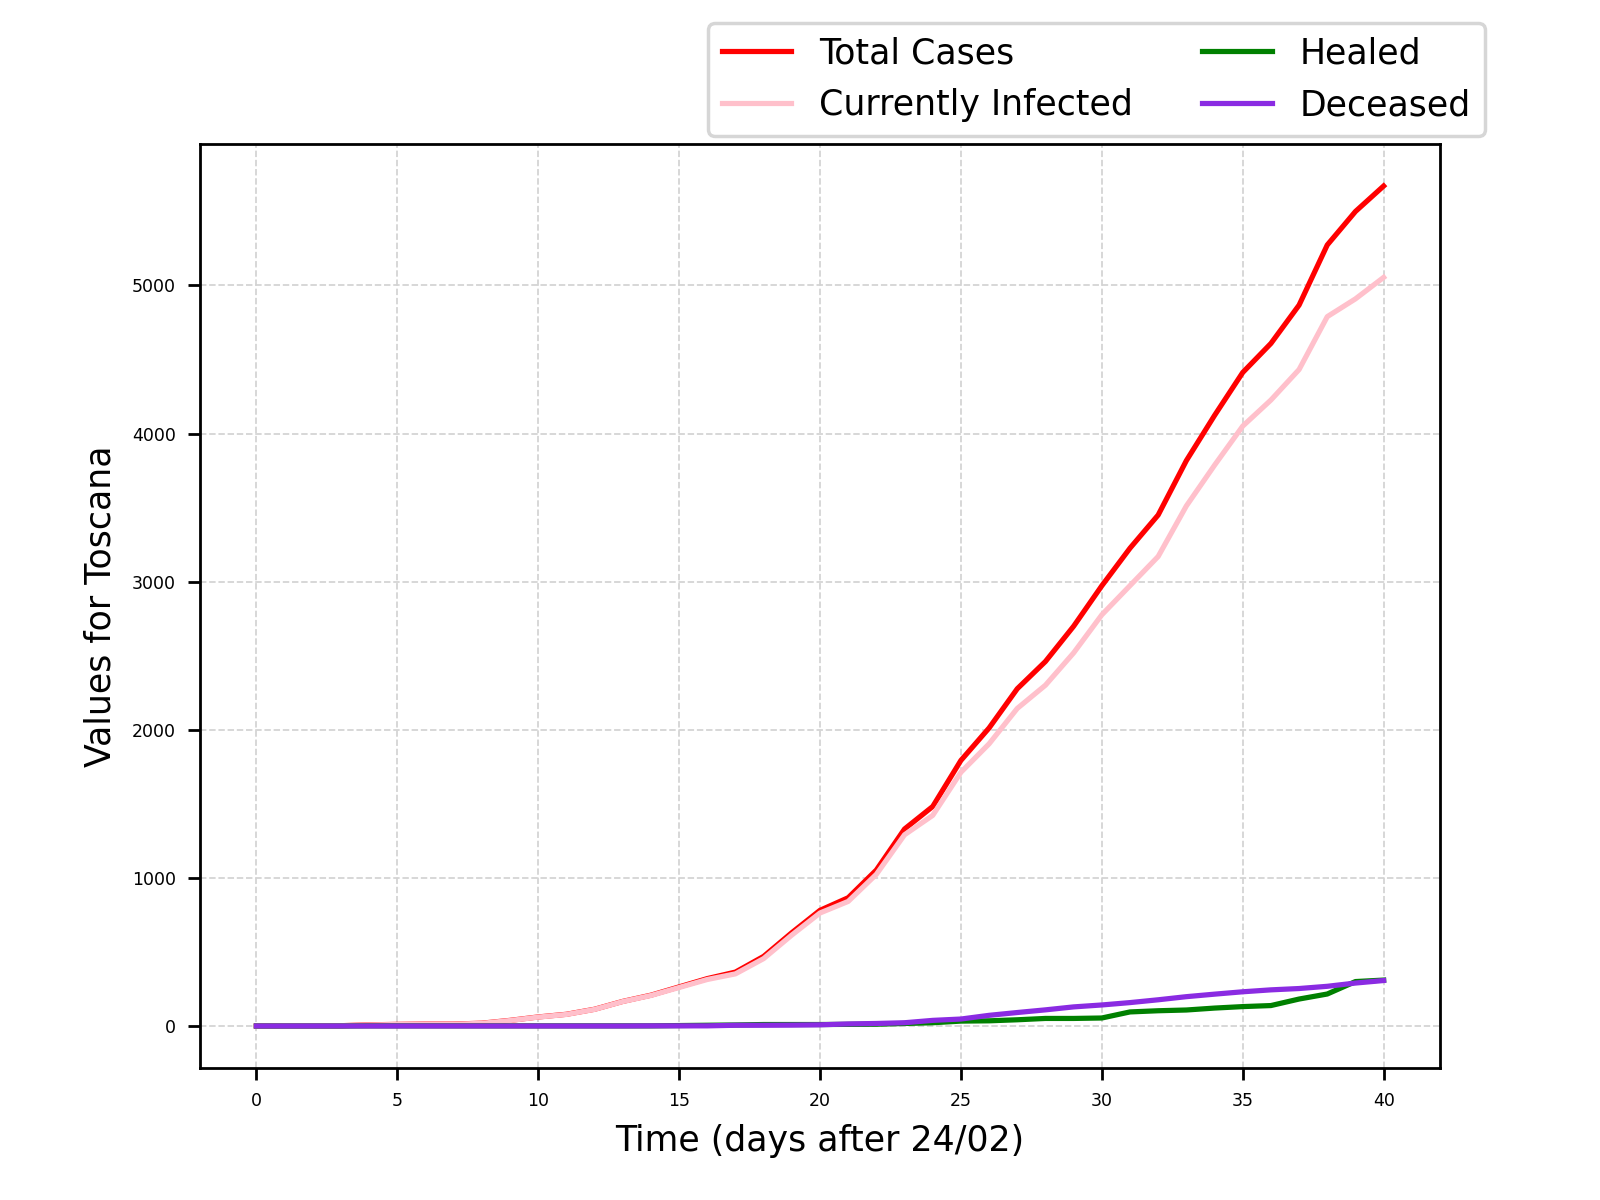 Total Cases
Currently Infected
Healed
Deceased
Values for Toscana
5000
4000
3000
2000
1000
0
0 5 10 15 20 25 30 35 40
Time (days after 24/02)